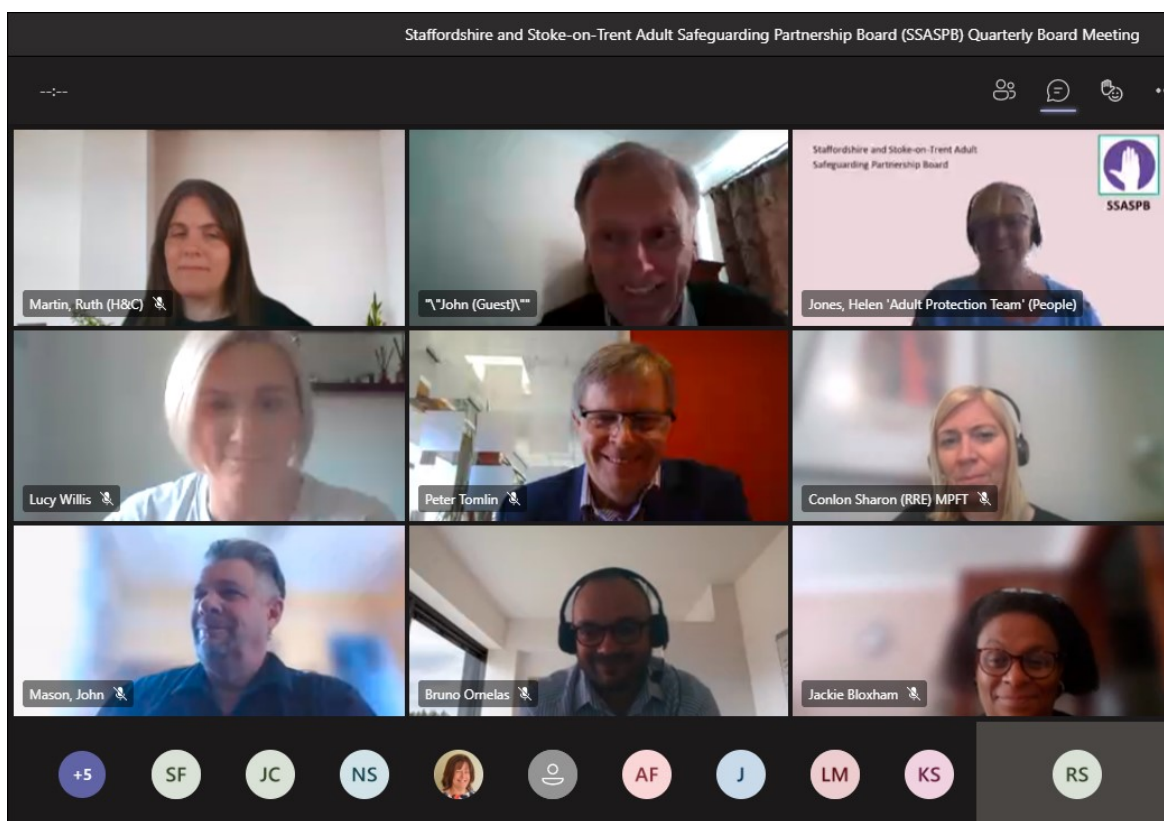 Staffordshire and Stoke-on-Trent Adult Safeguarding Partnership Board (SSASPB) Quarterly Board Meeting
--:--
Staffordshire and Stoke-on-Trent Adult
Safeguarding Partnership Board
SSASPB
Martin, Ruth (H&C)
"\"John (Guest)\""
Jones, Helen 'Adult Protection Team' (People)
Lucy Willis
Peter Tomlin
Conlon Sharon (RRE) MPFT
Mason, John
Bruno Ornelas
Jackie Bloxham
+5
SF
JC
NS
AF
J
LM
KS
RS